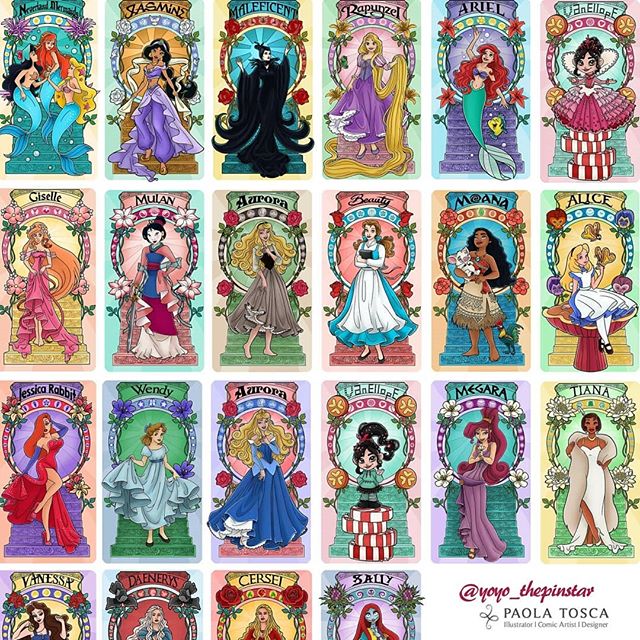 Neverland Mermaids
JASMINE
MALEFICENT
Rapunzel
ARIEL
VANELLOPE
Giselle
MULAN
AURORA
Beauty
MOANA
ALICE
Jessica Rabbit
Wendy
AURORA
VANELLOPE
MEGARA
TIANA
VANESSA
DAENERYS
CERSEI
SALLY
@yoyo_thepinstar
PAOLA TOSCA
Illustrator | Comic Artist | Designer